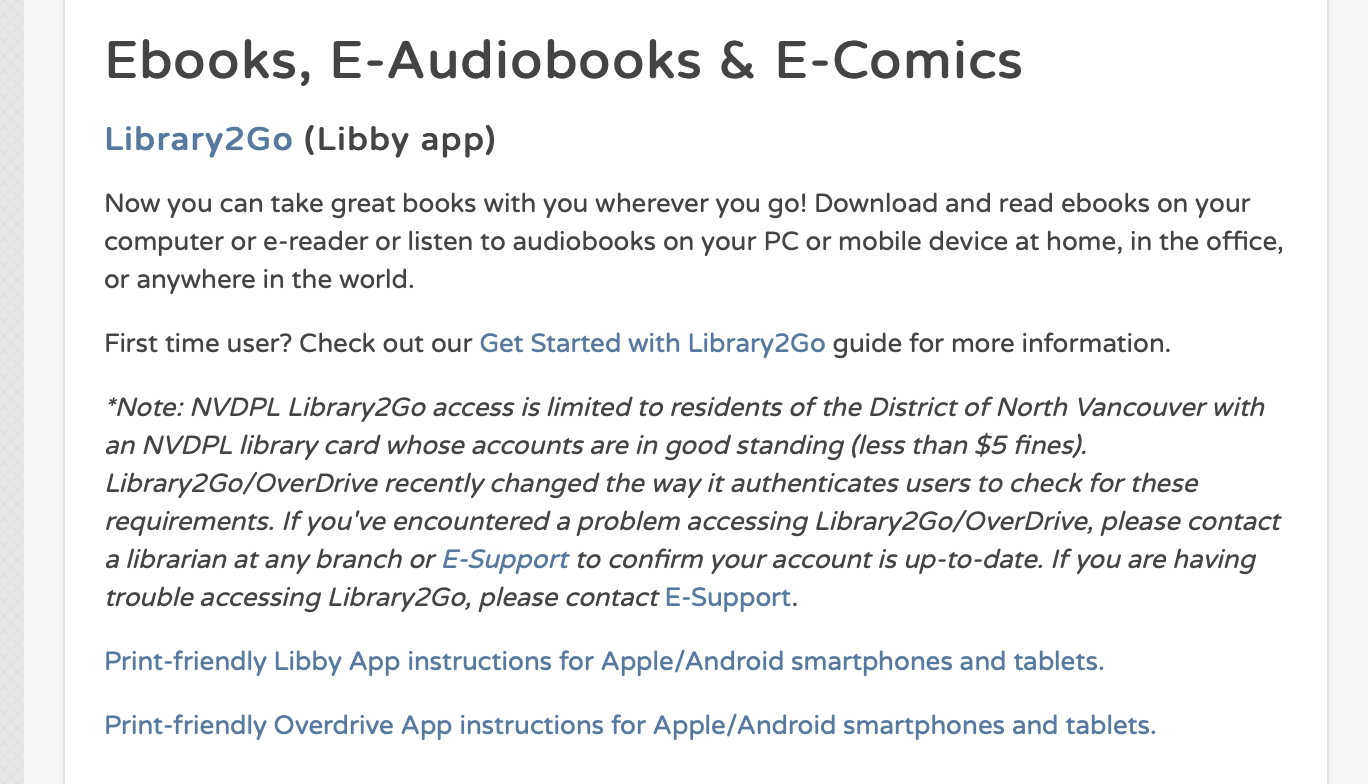 Ebooks, E-Audiobooks & E-Comics
Library2Go (Libby app)
Now you can take great books with you wherever you go! Download and read ebooks on your
computer or e-reader or listen to audiobooks on your PC or mobile device at home, in the office,
or anywhere in the world.
First time user? Check out our Get Started with Library2Go guide for more information.
*Note: NVDPL Library2Go access is limited to residents of the District of North Vancouver with
an NVDPL library card whose accounts are in good standing (less than $5 fines).
Library2Go/OverDrive recently changed the way it authenticates users to check for these
requirements. If you've encountered a problem accessing Library2Go/OverDrive, please contact
a librarian at any branch or E-Support to confirm your account is up-to-date. If you are having
trouble accessing Library2Go, please contact E-Support.
Print-friendly Libby App instructions for Apple/Android smartphones and tablets.
Print-friendly Overdrive App instructions for Apple/Android smartphones and tablets.